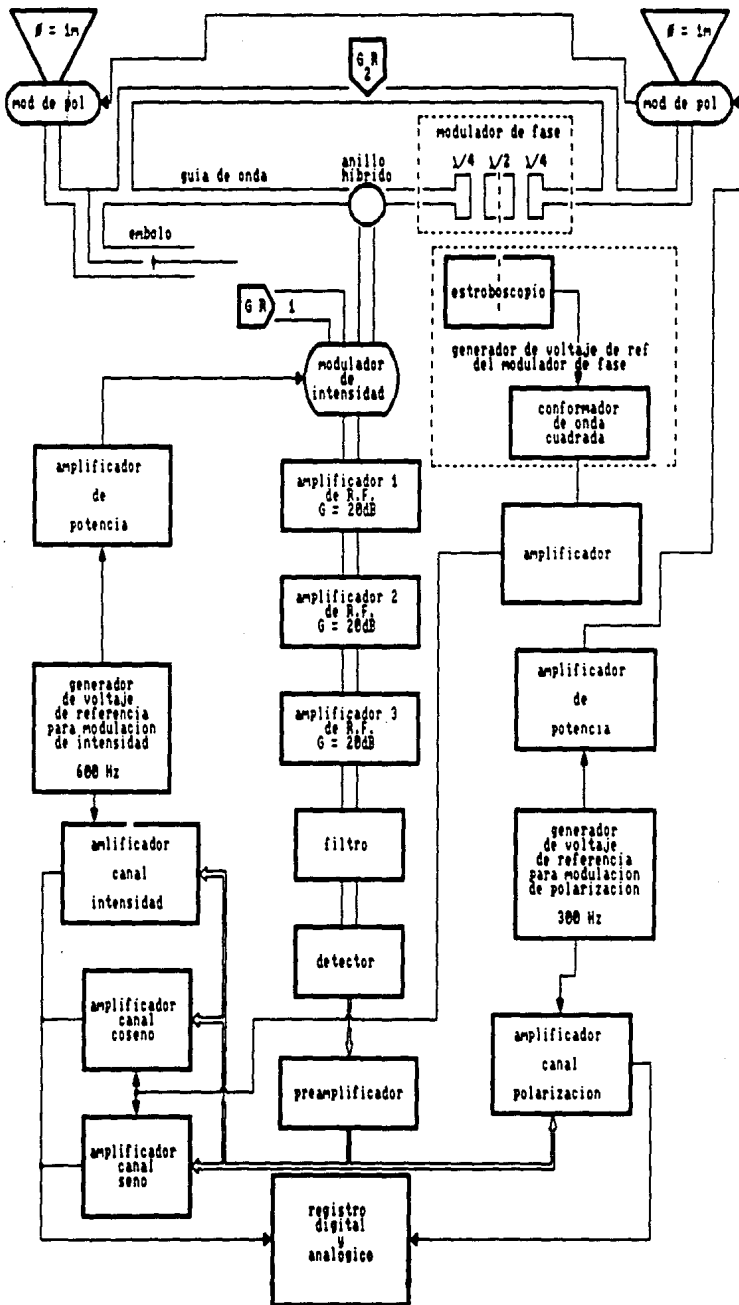 Ø = 1m
G R
2
Ø = 1m
mod de pol
mod de pol
modulador de fase
λ/4 λ/2 λ/4
anillo
hibrido
guia de onda
embolo
estroboscopio
G R 1
generador de voltaje de ref
del modulador de fase
modulador
de
intensidad
conformador
de onda
cuadrada
amplificador
de
potencia
amplificador 1
de R.F.
G = 20dB
amplificador
amplificador 2
de R.F.
G = 20dB
generador
de voltaje
de referencia
para modulacion
de intensidad
600 Hz
amplificador
de
potencia
amplificador 3
de R.F.
G = 20dB
amlificador
canal
intensidad
filtro
generador
de voltaje
de referencia
para modulacion
de polarizacion
300 Hz
detector
amplificador
canal
coseno
amplificador
canal
polarizacion
preamplificador
amplificador
canal
seno
registro
digital
y
analógico